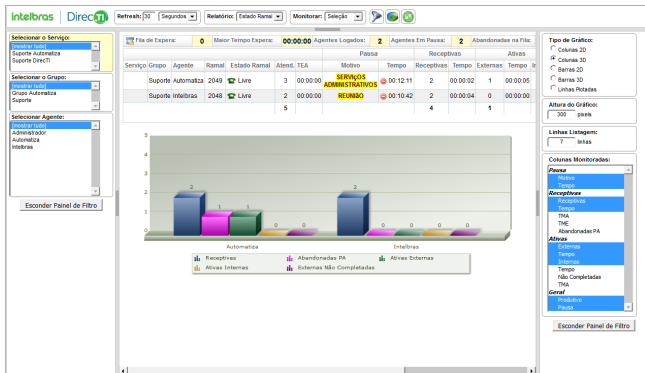 intelbras DirecTI Refresh: 30 Segundos Relatório: Estado Ramal Monitorar: Seleção
Selecionar o Serviço:
[mostrar tudo]
Suporte Automatiza
Suporte DirecTI
Selecionar o Grupo:
[mostrar tudo]
Grupo Automatiza
Suporte
Selecionar Agente:
[mostrar tudo]
Administrador
Automatiza
Intelbras
Esconder Painel de Filtro
Fila de Espera: 0 Maior Tempo Espera: 00:00:00 Agentes Logados: 2 Agentes Em Pausa: 2 Abandonadas na Fila:
Pausa Receptivas Ativas
Serviço Grupo Agente Ramal Estado Ramal Atend. TEA Motivo Tempo Receptivas Tempo Externas Tempo
Suporte Automatiza 2049 Livre 3 00:00:00 SERVIÇOS ADMINISTRATIVOS 00:12:11 2 00:00:02 1 00:00:05
Suporte Intelbras 2048 Livre 2 00:00:00 REUNIÃO 00:10:42 2 00:00:04 0 00:00:00
5 4 1
5
4
3
2
1
0
2 1 1 0 0 2 0 0 0 0
Automatiza Intelbras
Receptivas Abandonadas PA Ativas Externas
Ativas Internas Externas Não Completadas
Tipo de Gráfico:
Colunas 2D
Colunas 3D
Barras 2D
Barras 3D
Linhas Plotadas
Altura do Gráfico:
300 pixels
Linhas Listagem:
7 linhas
Colunas Monitoradas:
Pausa
Motivo
Tempo
Receptivas
Receptivas
Tempo
TMA
TME
Abandonadas PA
Ativas
Externas
Tempo
Internas
Tempo
Não Completadas
TMA
Geral
Produtivo
Pausa
Esconder Painel de Filtro